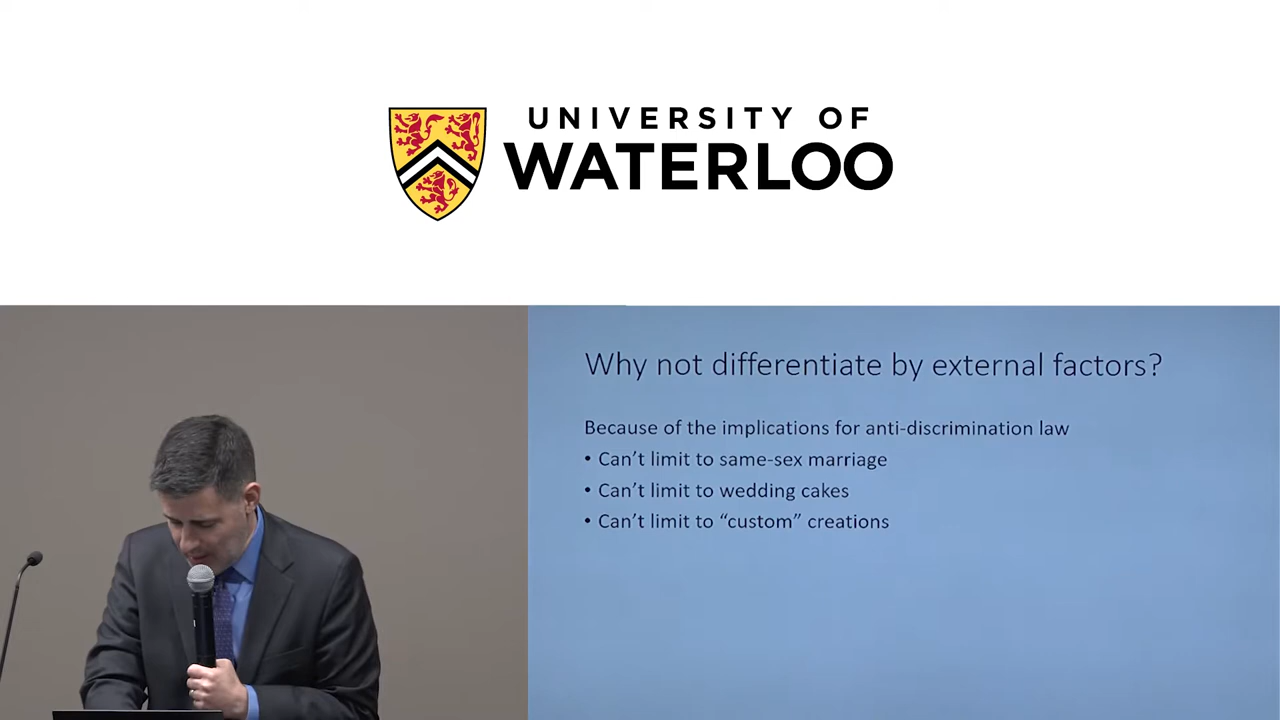 UNIVERSITY OF
WATERLOO
Why not differentiate by external factors?
Because of the implications for anti-discrimination law
• Can't limit to same-sex marriage
• Can't limit to wedding cakes
• Can't limit to “custom” creations